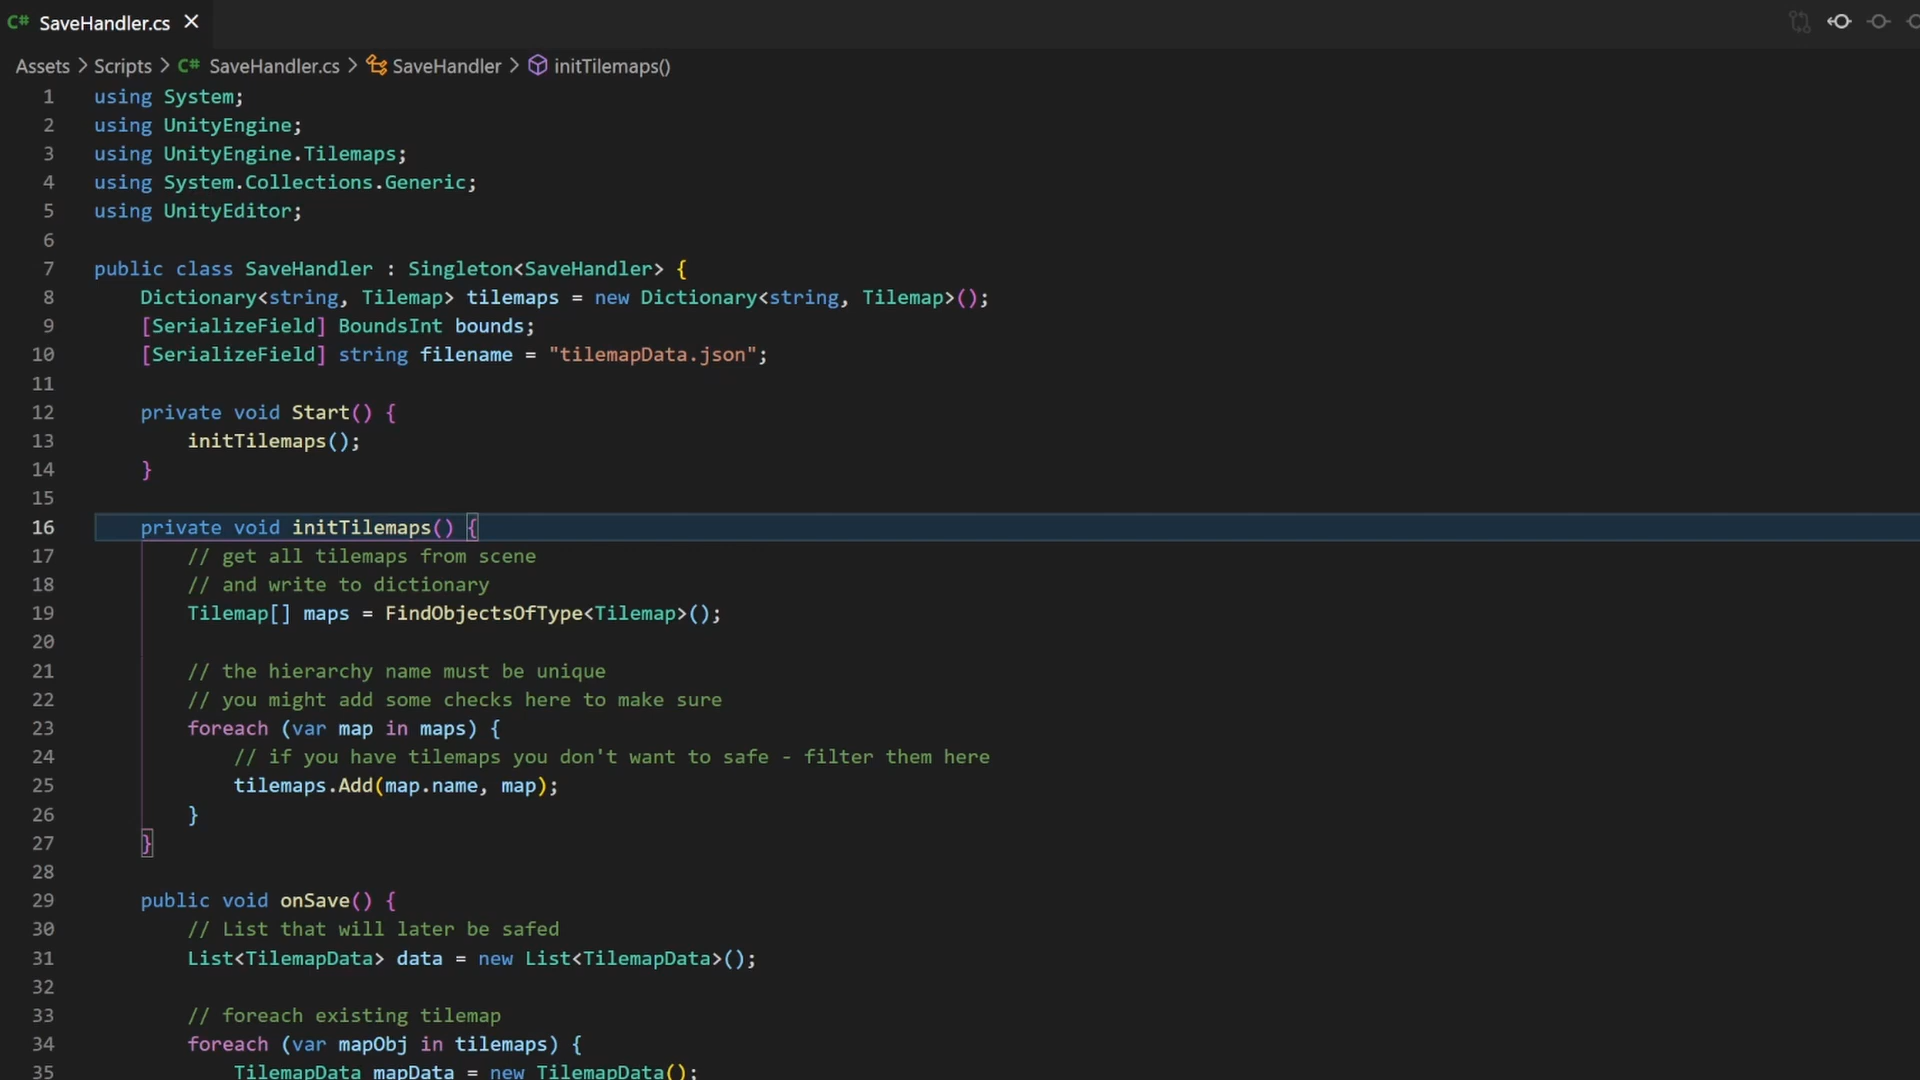 C# SaveHandler.cs ×
Assets > Scripts > C# SaveHandler.cs > SaveHandler > initTilemaps()
1 using System;
2 using UnityEngine;
3 using UnityEngine.Tilemaps;
4 using System.Collections.Generic;
5 using UnityEditor;
6
7 public class SaveHandler : Singleton<SaveHandler> {
8 Dictionary<string, Tilemap> tilemaps = new Dictionary<string, Tilemap>();
9 [SerializeField] BoundsInt bounds;
10 [SerializeField] string filename = "tilemapData.json";
11
12 private void Start() {
13 initTilemaps();
14 }
15
16 private void initTilemaps() {
17 // get all tilemaps from scene
18 // and write to dictionary
19 Tilemap[] maps = FindObjectsOfType<Tilemap>();
20
21 // the hierarchy name must be unique
22 // you might add some checks here to make sure
23 foreach (var map in maps) {
24 // if you have tilemaps you don't want to safe - filter them here
25 tilemaps.Add(map.name, map);
26 }
27 }
28
29 public void onSave() {
30 // List that will later be safed
31 List<TilemapData> data = new List<TilemapData>();
32
33 // foreach existing tilemap
34 foreach (var mapObj in tilemaps) {
35 TilemapData mapData = new TilemapData();